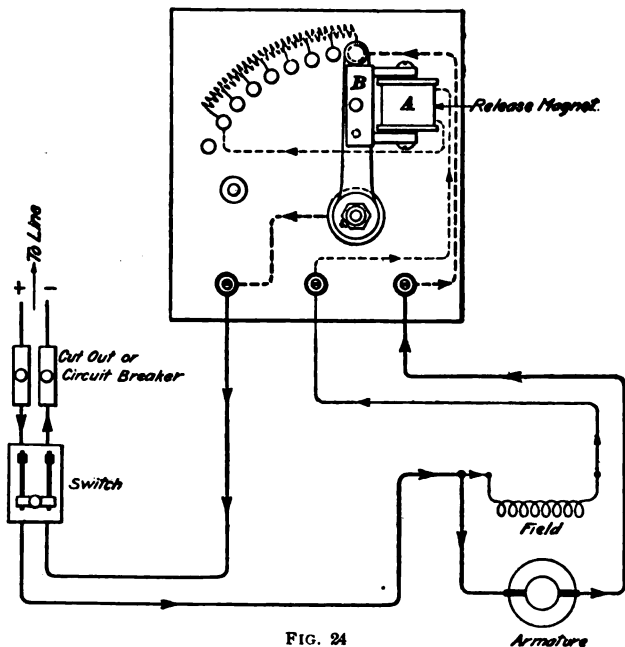 B
A
Release Magnet.
To Line
+ −
Cut Out or
Circuit Breaker
Switch
Field
Armature
FIG. 24